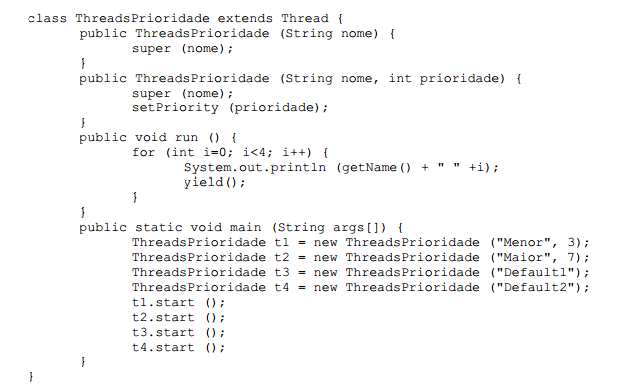 class ThreadsPrioridade extends Thread {
public ThreadsPrioridade (String nome) {
super (nome);
}
public ThreadsPrioridade (String nome, int prioridade) {
super (nome);
setPriority (prioridade);
}
public void run () {
for (int i=0; i<4; i++) {
System.out.println (getName() + " " +i);
yield();
}
}
public static void main (String args[]) {
ThreadsPrioridade t1 = new ThreadsPrioridade ("Menor", 3);
ThreadsPrioridade t2 = new ThreadsPrioridade ("Maior", 7);
ThreadsPrioridade t3 = new ThreadsPrioridade ("Default1");
ThreadsPrioridade t4 = new ThreadsPrioridade ("Default2");
t1.start ();
t2.start ();
t3.start ();
t4.start ();
}
}